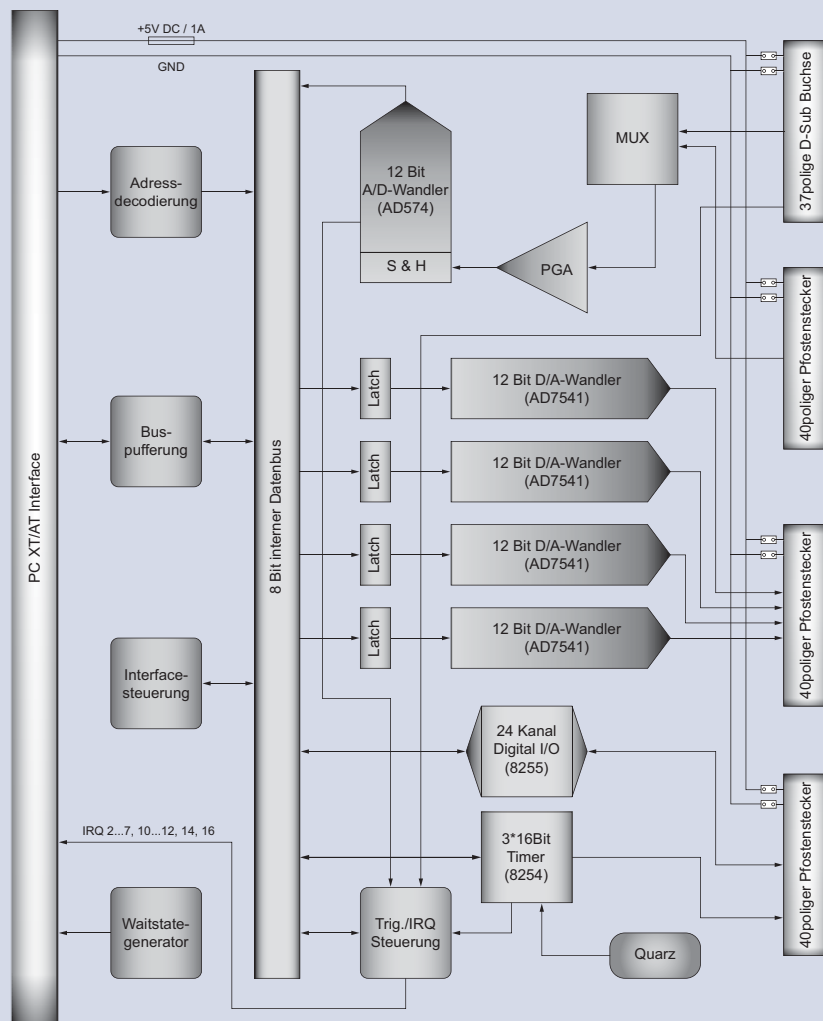 +5V DC / 1A
GND
PC XT/AT Interface
Adress-
decodierung
Bus-
pufferung
Interface-
steuerung
IRQ 2...7, 10...12, 14, 16
Waitstate-
generator
8 Bit interner Datenbus
12 Bit
A/D-Wandler
(AD574)
S & H
PGA
MUX
Latch
12 Bit D/A-Wandler
(AD7541)
Latch
12 Bit D/A-Wandler
(AD7541)
Latch
12 Bit D/A-Wandler
(AD7541)
Latch
12 Bit D/A-Wandler
(AD7541)
24 Kanal
Digital I/O
(8255)
3*16Bit
Timer
(8254)
Trig./IRQ
Steuerung
Quarz
37polige D-Sub Buchse
40poliger Pfostenstecker
40poliger Pfostenstecker
40poliger Pfostenstecker